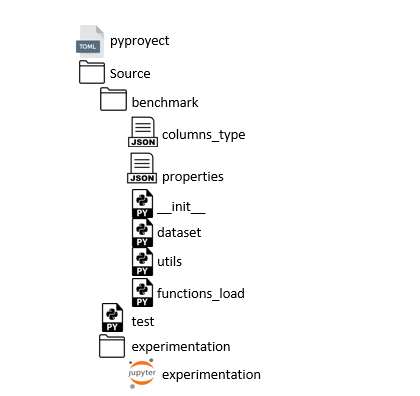 TOML
pyproyect
Source
benchmark
JSON
columns_type
JSON
properties
PY
__init__
PY
dataset
PY
utils
PY
functions_load
PY
test
experimentation
jupyter
experimentation